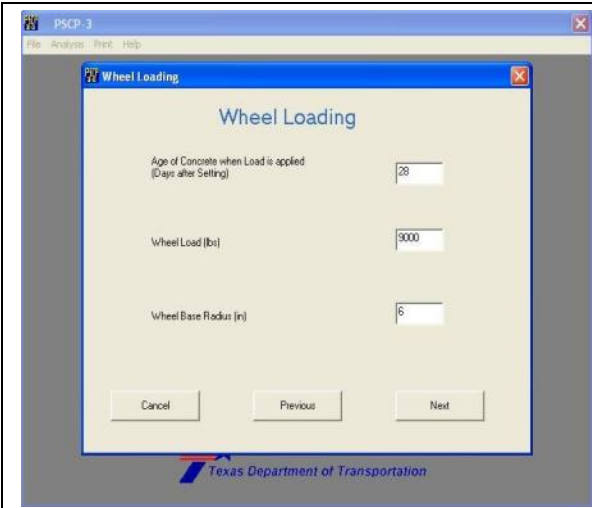 PSCP-3
File Analysis Print Help
Wheel Loading
Wheel Loading
Age of Concrete when Load is applied
(Days after Setting)
28
Wheel Load (lbs)
9000
Wheel Base Radius (in)
6
Cancel Previous Next
Texas Department of Transportation